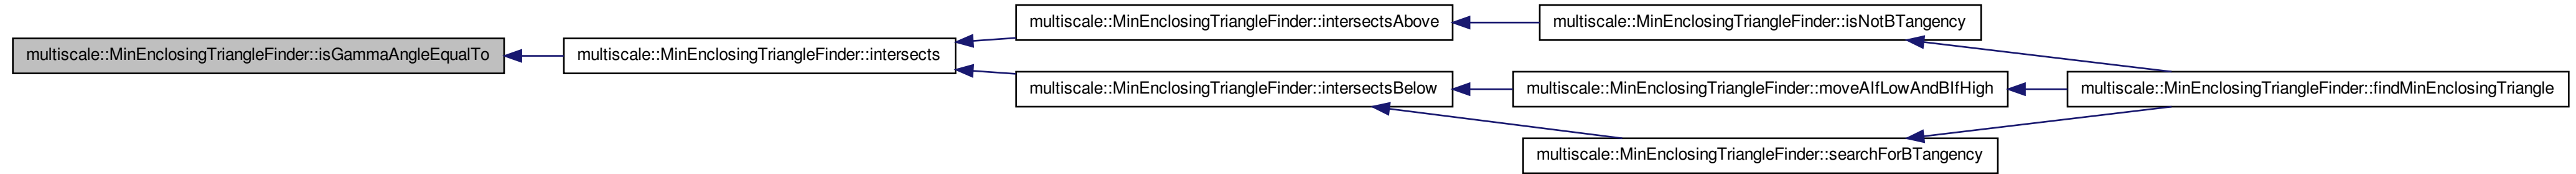 multiscale::MinEnclosingTriangleFinder::isGammaAngleEqualTo
multiscale::MinEnclosingTriangleFinder::intersects
multiscale::MinEnclosingTriangleFinder::intersectsAbove
multiscale::MinEnclosingTriangleFinder::isNotBTangency
multiscale::MinEnclosingTriangleFinder::intersectsBelow
multiscale::MinEnclosingTriangleFinder::moveAIfLowAndBIfHigh
multiscale::MinEnclosingTriangleFinder::findMinEnclosingTriangle
multiscale::MinEnclosingTriangleFinder::searchForBTangency